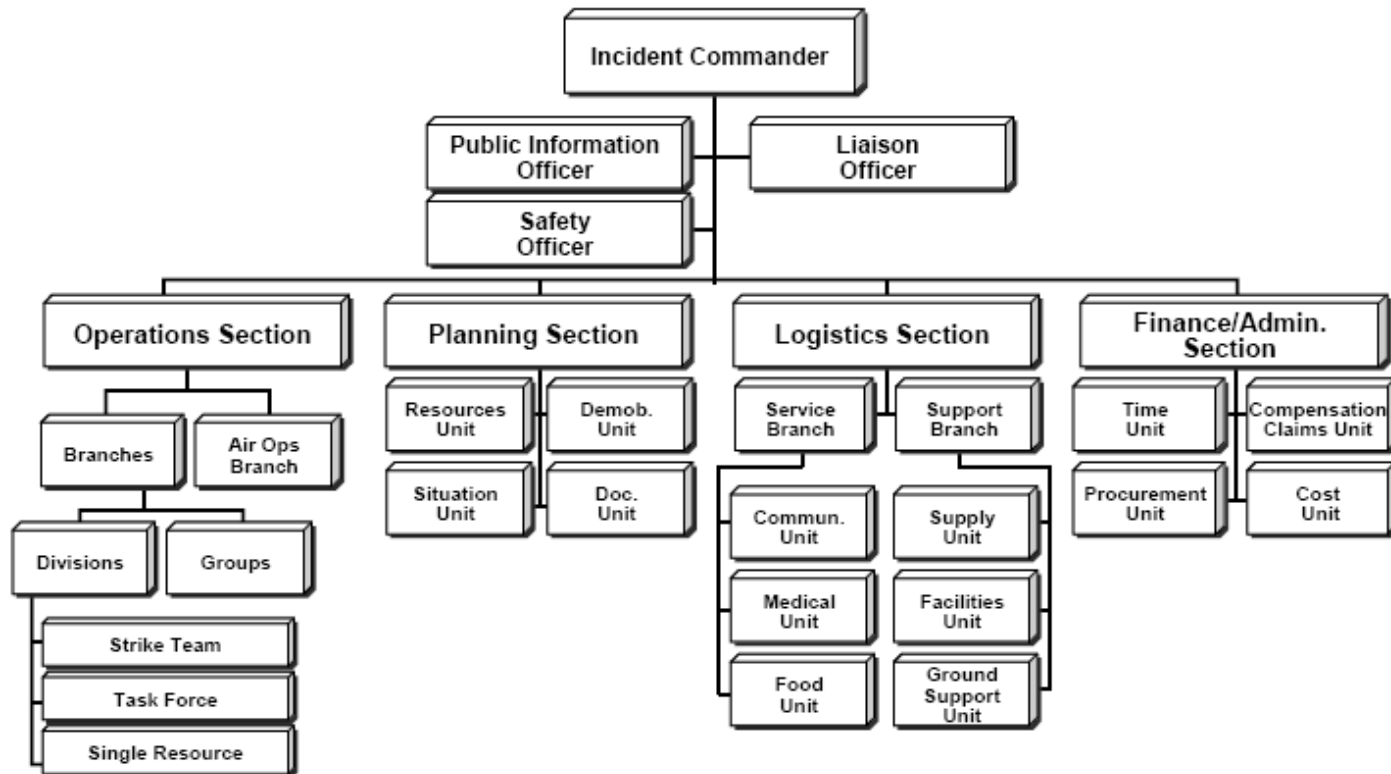 Incident Commander
Public Information
Officer
Liaison
Officer
Safety
Officer
Operations Section
Planning Section
Logistics Section
Finance/Admin.
Section
Branches
Air Ops
Branch
Divisions
Groups
Strike Team
Task Force
Single Resource
Resources
Unit
Demob.
Unit
Situation
Unit
Doc.
Unit
Service
Branch
Support
Branch
Commun.
Unit
Supply
Unit
Medical
Unit
Facilities
Unit
Food
Unit
Ground
Support
Unit
Time
Unit
Compensation
Claims Unit
Procurement
Unit
Cost
Unit